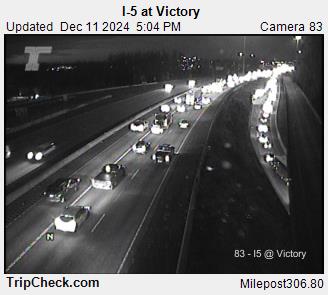 I-5 at Victory
Updated Dec 11 2024 5:04 PM Camera 83
T
N
83 - I5 @ Victory
TripCheck.com Milepost306.80